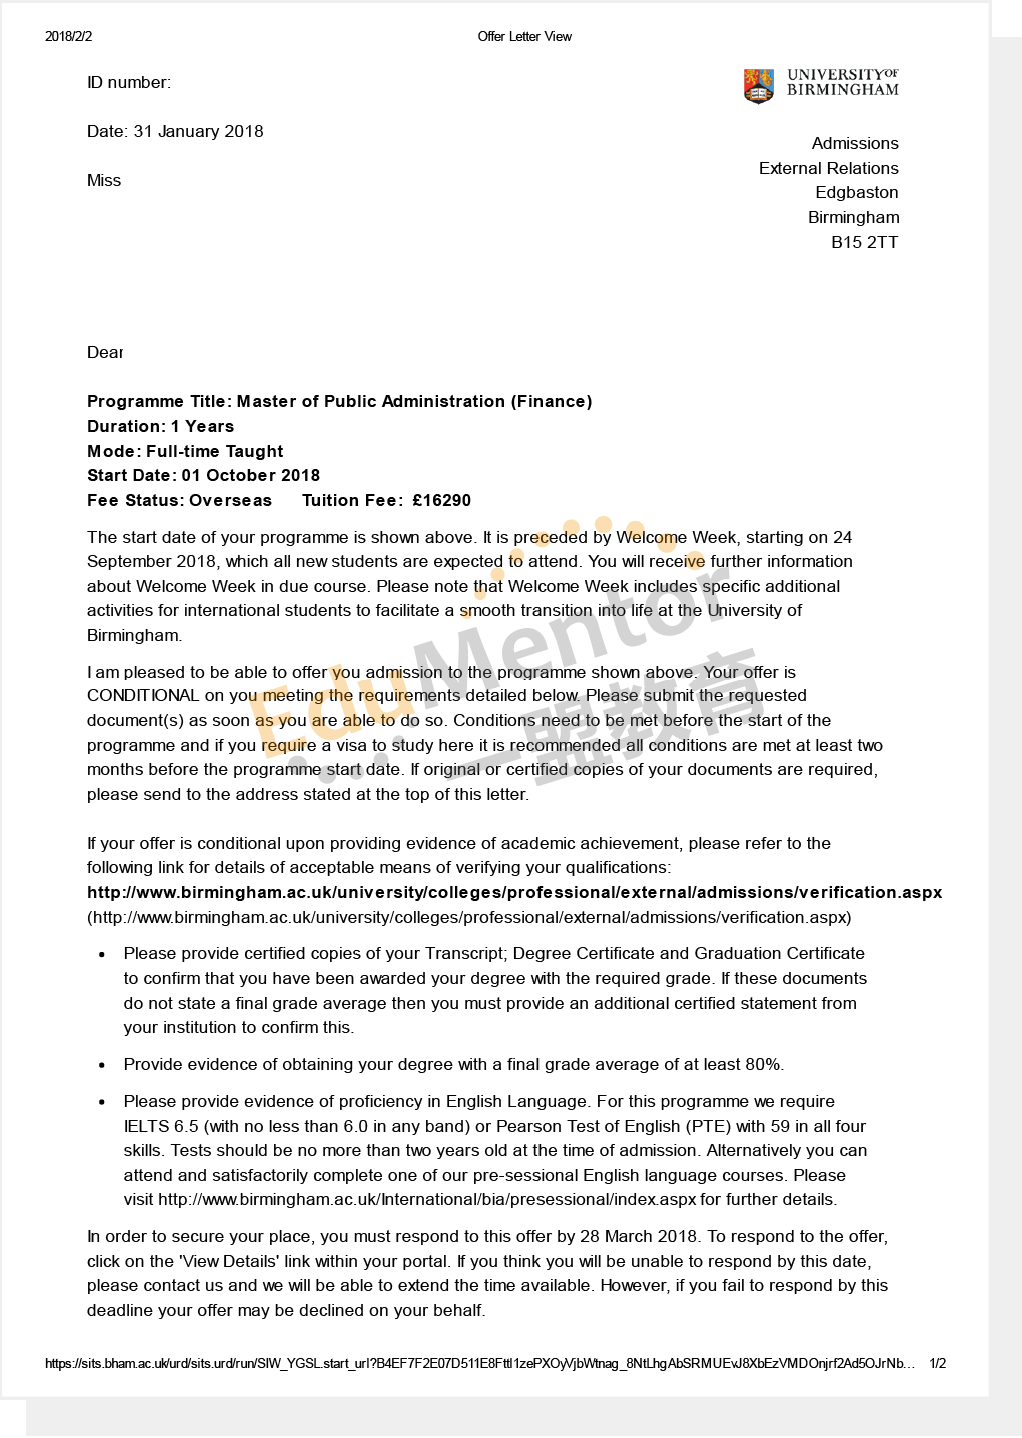 2018/2/2
Offer Letter View
ID number:
UNIVERSITY OF
BIRMINGHAM
Date: 31 January 2018
Miss
Admissions
External Relations
Edgbaston
Birmingham
B15 2TT
Dear
Programme Title: Master of Public Administration (Finance)
Duration: 1 Years
Mode: Full-time Taught
Start Date: 01 October 2018
Fee Status: Overseas Tuition Fee: £16290
The start date of your programme is shown above. It is preceded by Welcome Week, starting on 24
September 2018, which all new students are expected to attend. You will receive further information
about Welcome Week in due course. Please note that Welcome Week includes specific additional
activities for international students to facilitate a smooth transition into life at the University of
Birmingham.
I am pleased to be able to offer you admission to the programme shown above. Your offer is
CONDITIONAL on you meeting the requirements detailed below. Please submit the requested
document(s) as soon as you are able to do so. Conditions need to be met before the start of the
programme and if you require a visa to study here it is recommended all conditions are met at least two
months before the programme start date. If original or certified copies of your documents are required,
please send to the address stated at the top of this letter.
EduMentor
一盟教育
If your offer is conditional upon providing evidence of academic achievement, please refer to the
following link for details of acceptable means of verifying your qualifications:
http://www.birmingham.ac.uk/university/colleges/professional/external/admissions/verification.aspx
(http://www.birmingham.ac.uk/university/colleges/professional/external/admissions/verification.aspx)
• Please provide certified copies of your Transcript; Degree Certificate and Graduation Certificate
to confirm that you have been awarded your degree with the required grade. If these documents
do not state a final grade average then you must provide an additional certified statement from
your institution to confirm this.
• Provide evidence of obtaining your degree with a final grade average of at least 80%.
• Please provide evidence of proficiency in English Language. For this programme we require
IELTS 6.5 (with no less than 6.0 in any band) or Pearson Test of English (PTE) with 59 in all four
skills. Tests should be no more than two years old at the time of admission. Alternatively you can
attend and satisfactorily complete one of our pre-sessional English language courses. Please
visit http://www.birmingham.ac.uk/International/bia/presessional/index.aspx for further details.
In order to secure your place, you must respond to this offer by 28 March 2018. To respond to the offer,
click on the 'View Details' link within your portal. If you think you will be unable to respond by this date,
please contact us and we will be able to extend the time available. However, if you fail to respond by this
deadline your offer may be declined on your behalf.
https://sits.bham.ac.uk/urd/sits.urd/run/SIW_YGSL.start_url?B4EF7F2E07D511E8Fttl1zePXOyVjbWtnag_8NtLhgAbSRMUEvJ8XbEzVMDOnjrf2Ad5OJrNb… 1/2